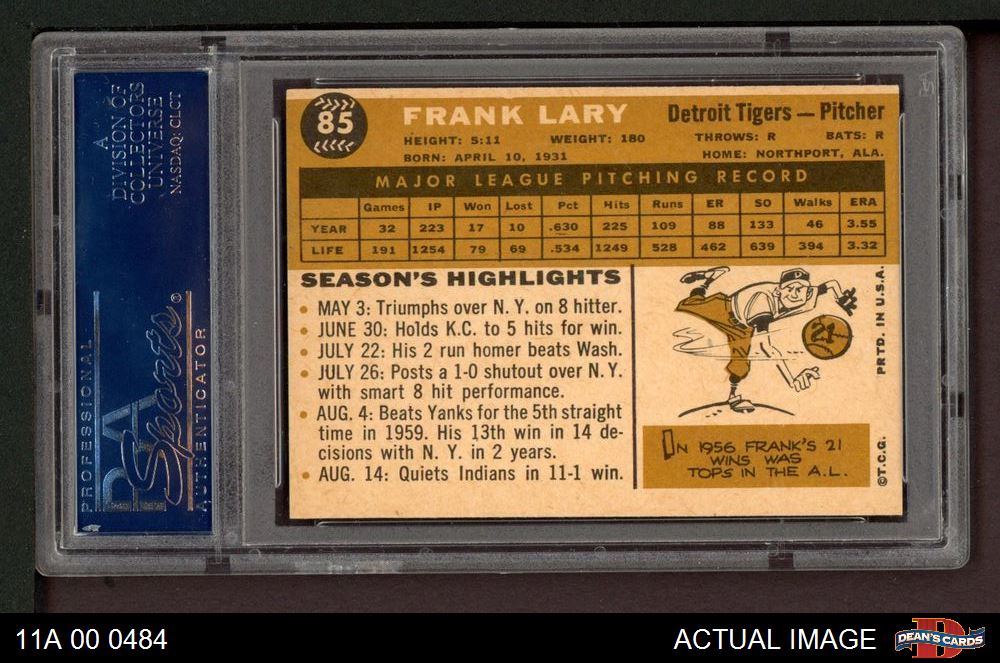 A
DIVISION OF
COLLECTORS
UNIVERSE
NASDAQ: CLCT
PROFESSIONAL
PSA
Sports®
AUTHENTICATOR
85
FRANK LARY
Detroit Tigers — Pitcher
HEIGHT: 5:11 WEIGHT: 180 THROWS: R BATS: R
BORN: APRIL 10, 1931 HOME: NORTHPORT, ALA.
MAJOR LEAGUE PITCHING RECORD
Games IP Won Lost Pct Hits Runs ER SO Walks ERA
YEAR 32 223 17 10 .630 225 109 88 133 46 3.55
LIFE 191 1254 79 69 .534 1249 528 462 639 394 3.32
SEASON'S HIGHLIGHTS
• MAY 3: Triumphs over N. Y. on 8 hitter.
• JUNE 30: Holds K.C. to 5 hits for win.
• JULY 22: His 2 run homer beats Wash.
• JULY 26: Posts a 1-0 shutout over N. Y.
with smart 8 hit performance.
• AUG. 4: Beats Yanks for the 5th straight
time in 1959. His 13th win in 14 de-
cisions with N. Y. in 2 years.
• AUG. 14: Quiets Indians in 11-1 win.
21
IN 1956 FRANK'S 21
WINS WAS
TOPS IN THE A.L.
PRTD. IN U.S.A.
©T.C.G.
11A 00 0484
ACTUAL IMAGE
D
DEAN'S CARDS